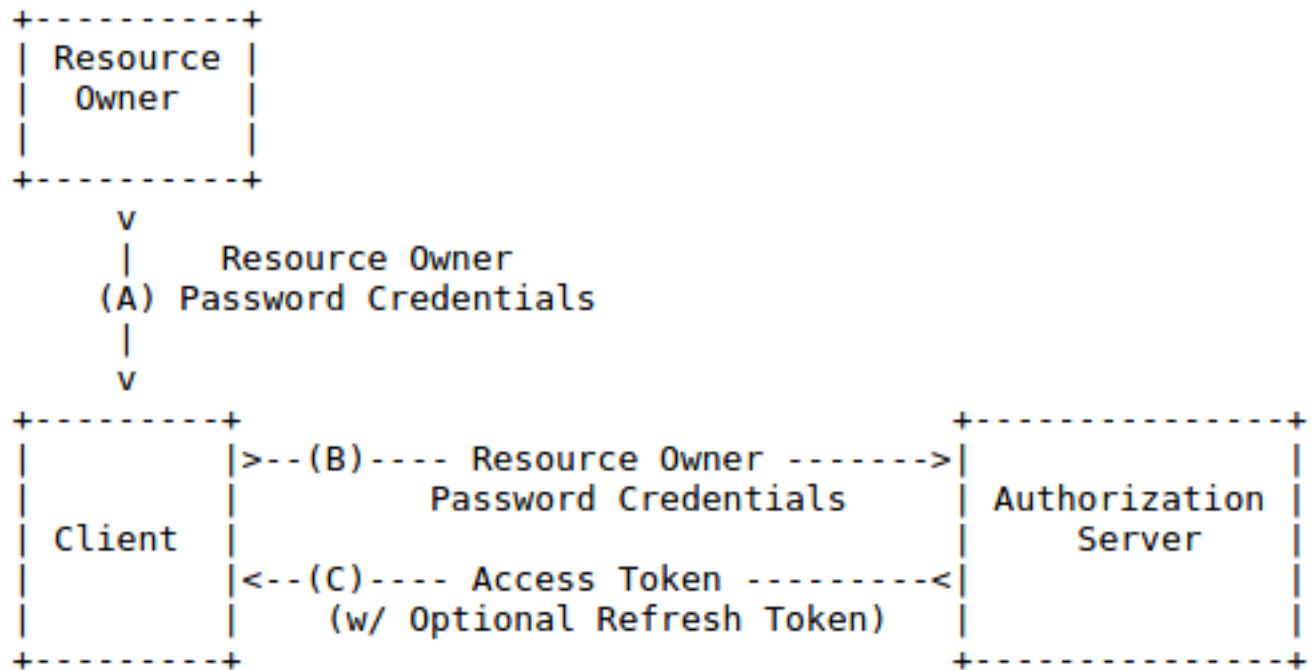 +----------+
| Resource |
|  Owner   |
|          |
+----------+
     v
     |    Resource Owner
    (A) Password Credentials
     |
     v
+---------+                                  +---------------+
|         |>--(B)---- Resource Owner ------->|               |
|         |         Password Credentials     | Authorization |
| Client  |                                  |     Server    |
|         |<--(C)---- Access Token ---------<|               |
|         |    (w/ Optional Refresh Token)   |               |
+---------+                                  +---------------+